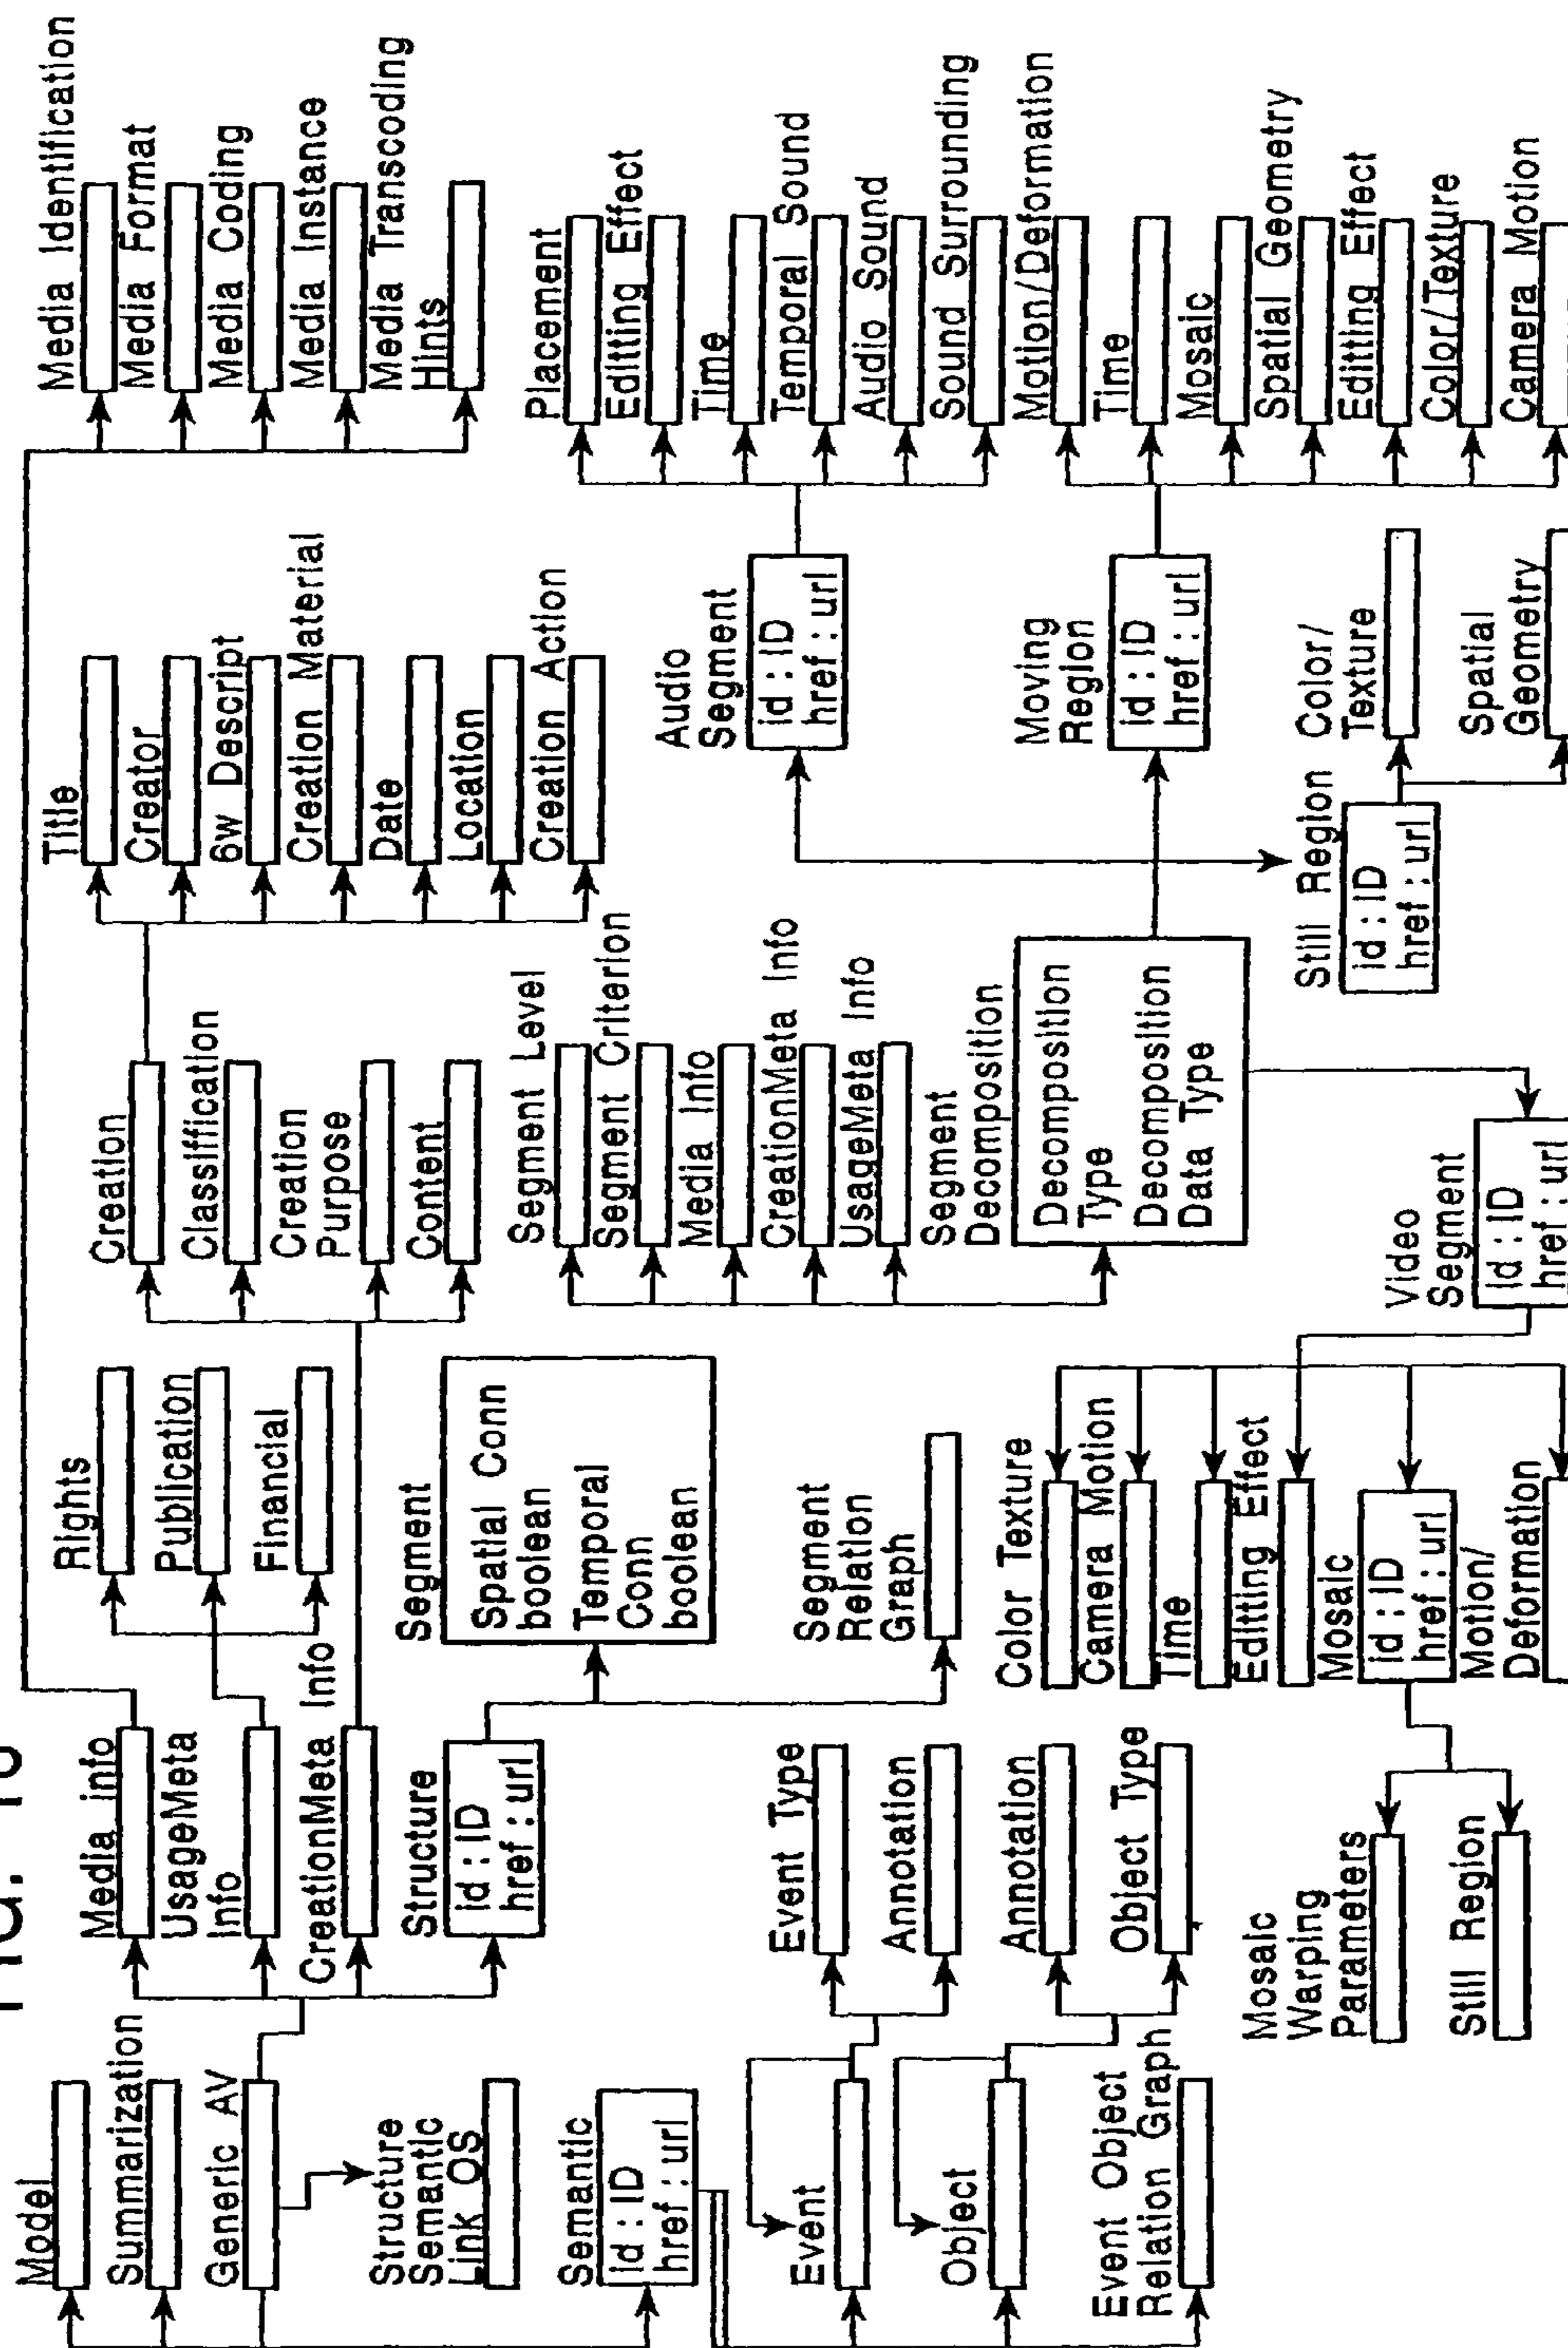 Model
Summarization
Generic AV
Structure
Semantic
Link OS
Semantic
id : ID
href : url
Event
Object
Event Object
Relation Graph
Media info
UsageMeta
Info
CreationMeta Info
Structure
id : ID
href : url
Event Type
Annotation
Annotation
Object Type
Mosaic
Warping
Parameters
Still Region
Rights
Publication
Financial
Segment
Spatial Conn
boolean
Temporal
Conn
boolean
Segment
Relation
Graph
Color Texture
Camera Motion
Time
Editting Effect
Mosaic
id : ID
href : url
Motion/
Deformation
Creation
Classiffication
Creation
Purpose
Content
Segment Level
Segment Criterion
Media Info
CreationMeta Info
UsageMeta Info
Segment
Decomposition
Decomposition
Type
Decomposition
Data Type
Video
Segment
id : ID
href : url
Title
Creator
6w Descript
Creation Material
Date
Location
Creation Action
Audio
Segment
id : ID
href : url
Moving
Region
id : ID
href : url
Still Region
id : ID
href : url
Color/
Texture
Spatial
Geometry
Media Identification
Media Format
Media Coding
Media Instance
Media Transcoding
Hints
Placement
Editting Effect
Time
Temporal Sound
Audio Sound
Sound Surrounding
Motion/Deformation
Time
Mosaic
Spatial Geometry
Editting Effect
Color/Texture
Camera Motion